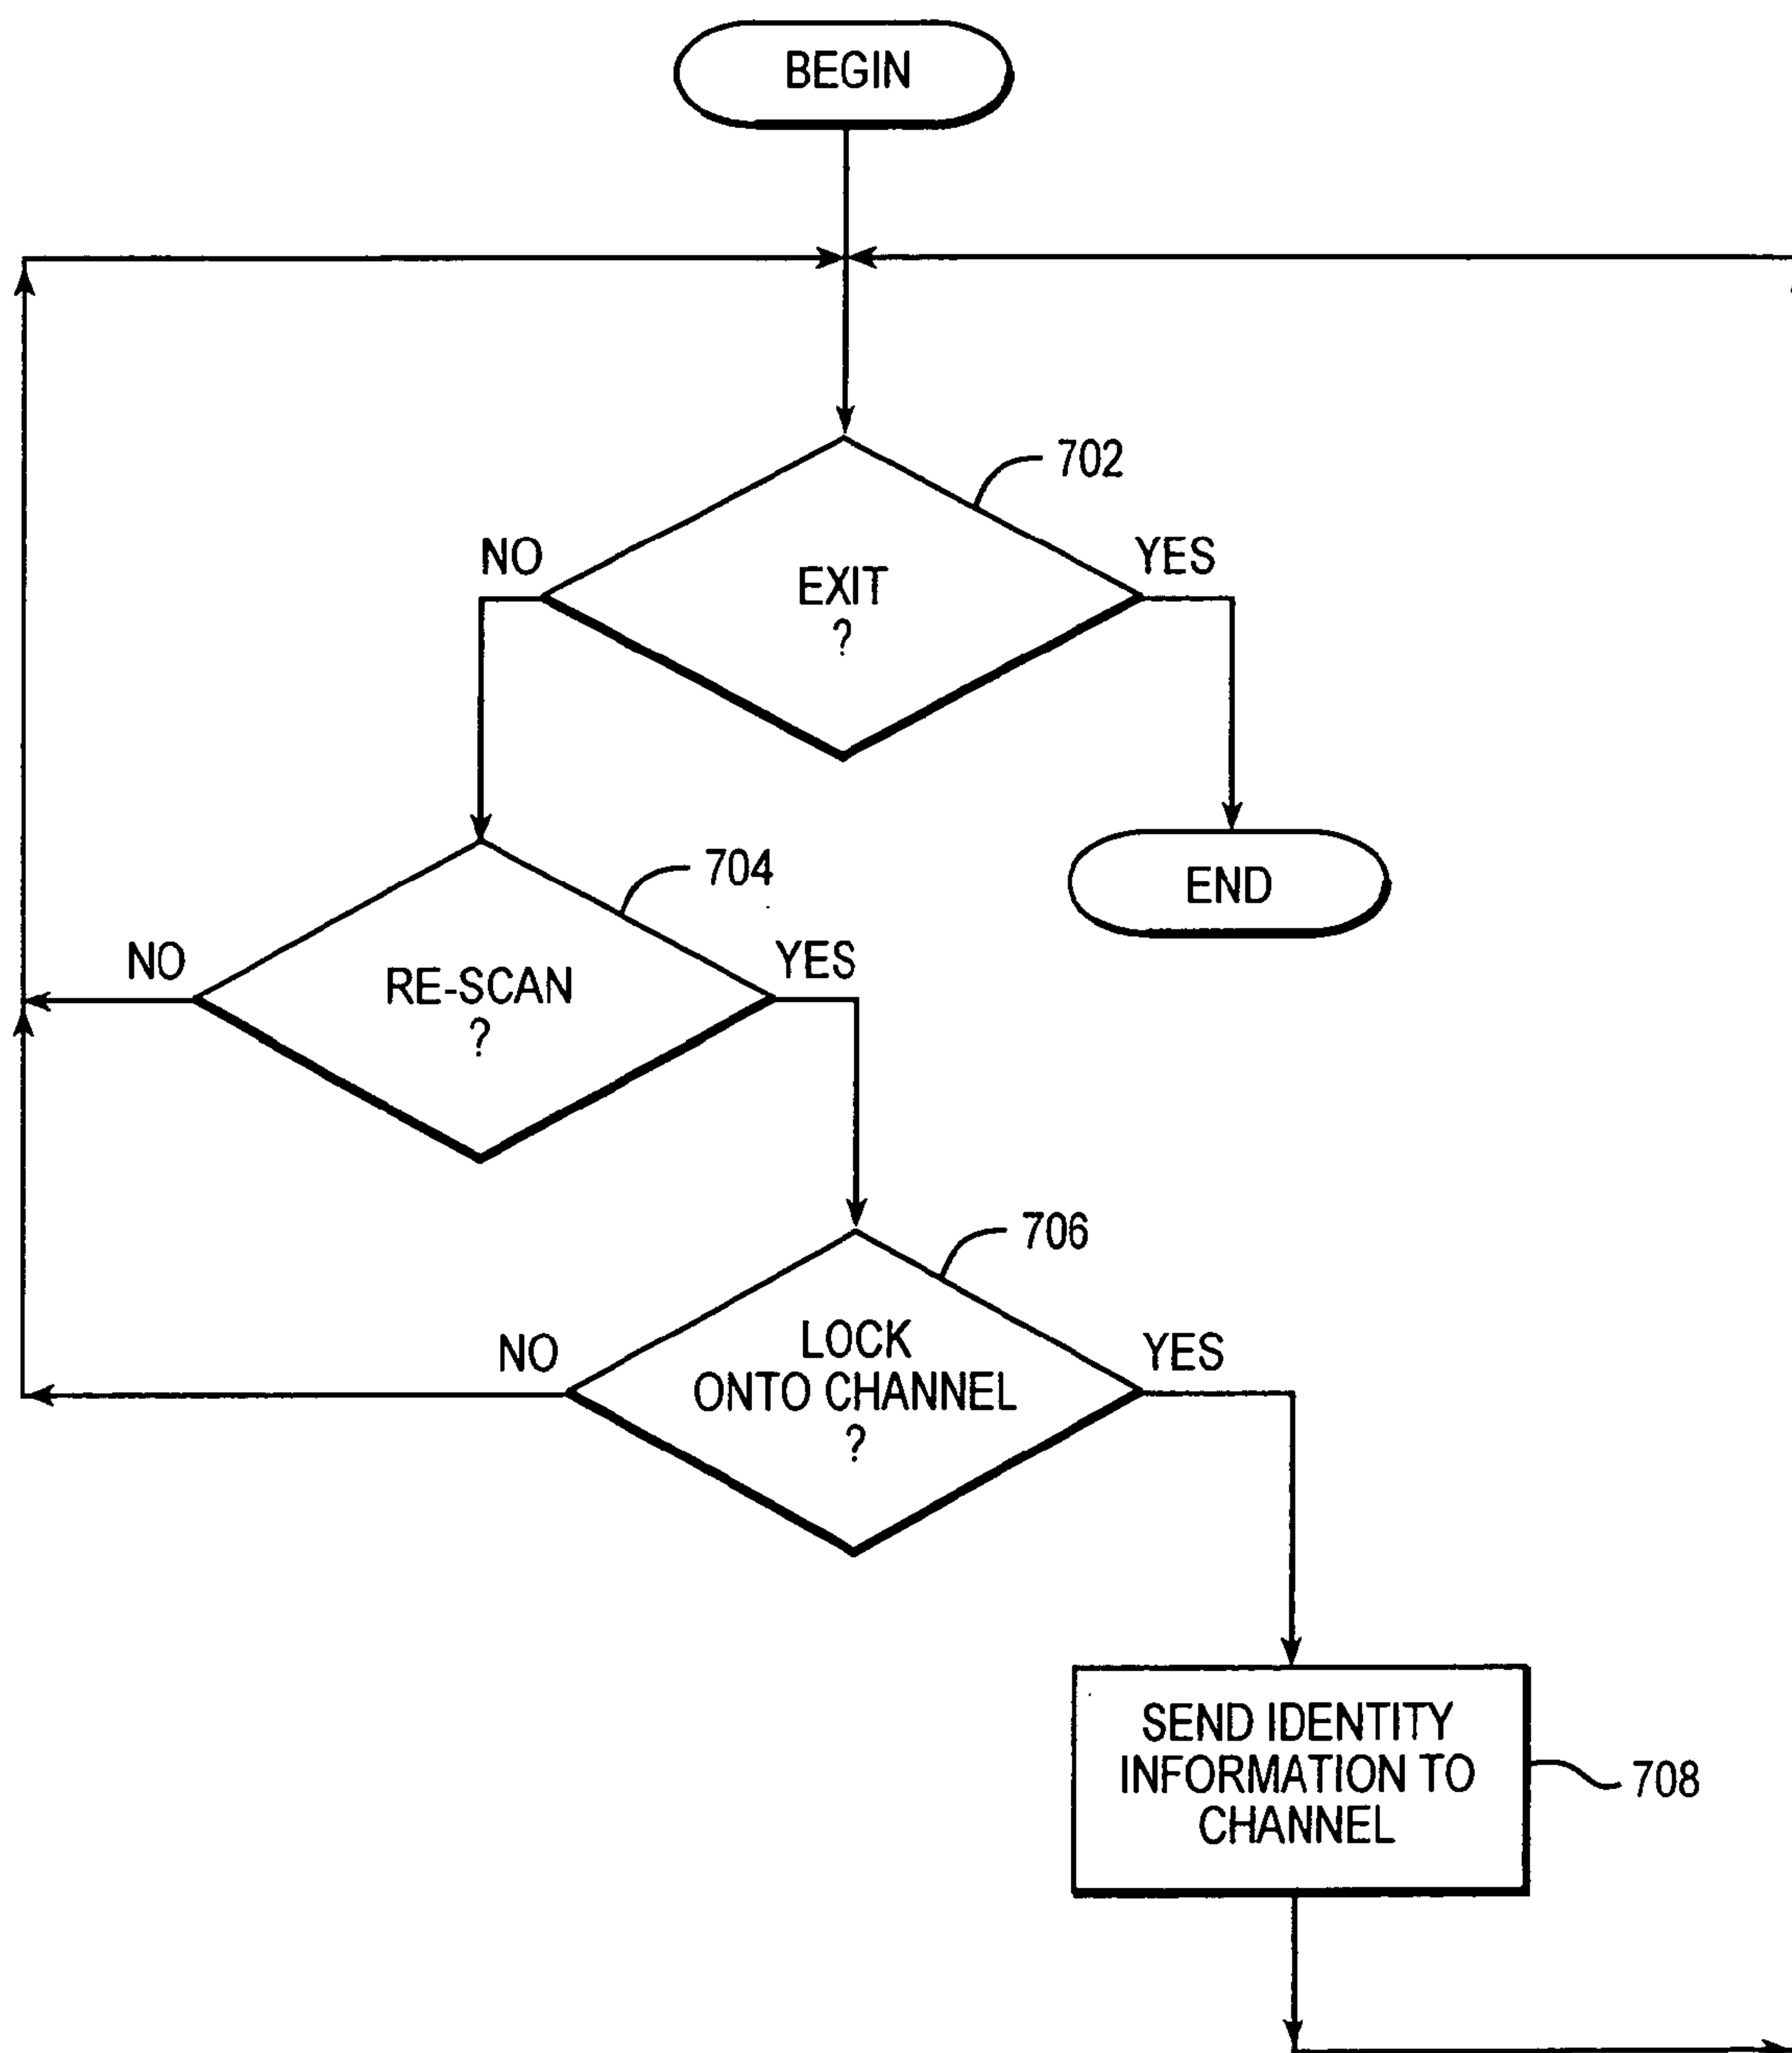 BEGIN
702
NO
YES
EXIT
?
704
END
NO
YES
RE-SCAN
?
706
NO
YES
LOCK
ONTO CHANNEL
?
SEND IDENTITY
INFORMATION TO
CHANNEL
708